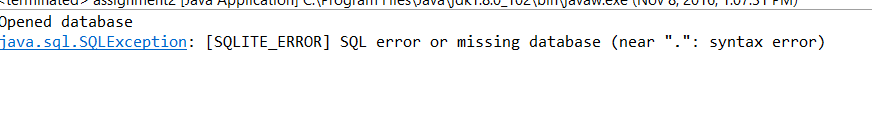 <terminated> assignment2 [Java Application] C:\Program Files\Java\jdk1.8.0_102\bin\javaw.exe (Nov 8, 2016, 1:07:31 PM)
Opened database
java.sql.SQLException: [SQLITE_ERROR] SQL error or missing database (near ".": syntax error)